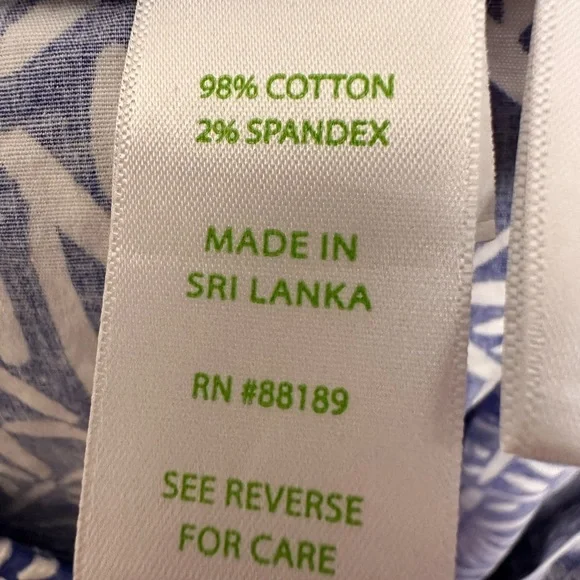 98% COTTON
2% SPANDEX
MADE IN
SRI LANKA
RN #88189
SEE REVERSE
FOR CARE